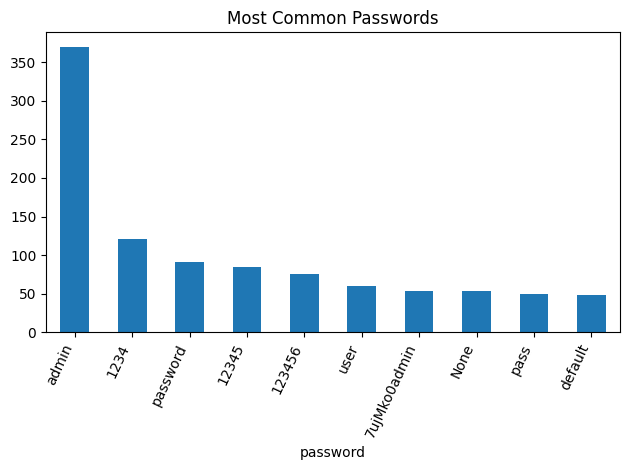 Most Common Passwords
350
300
250
200
150
100
50
0
admin
1234
password
12345
123456
user
7ujMko0admin
None
pass
default
password